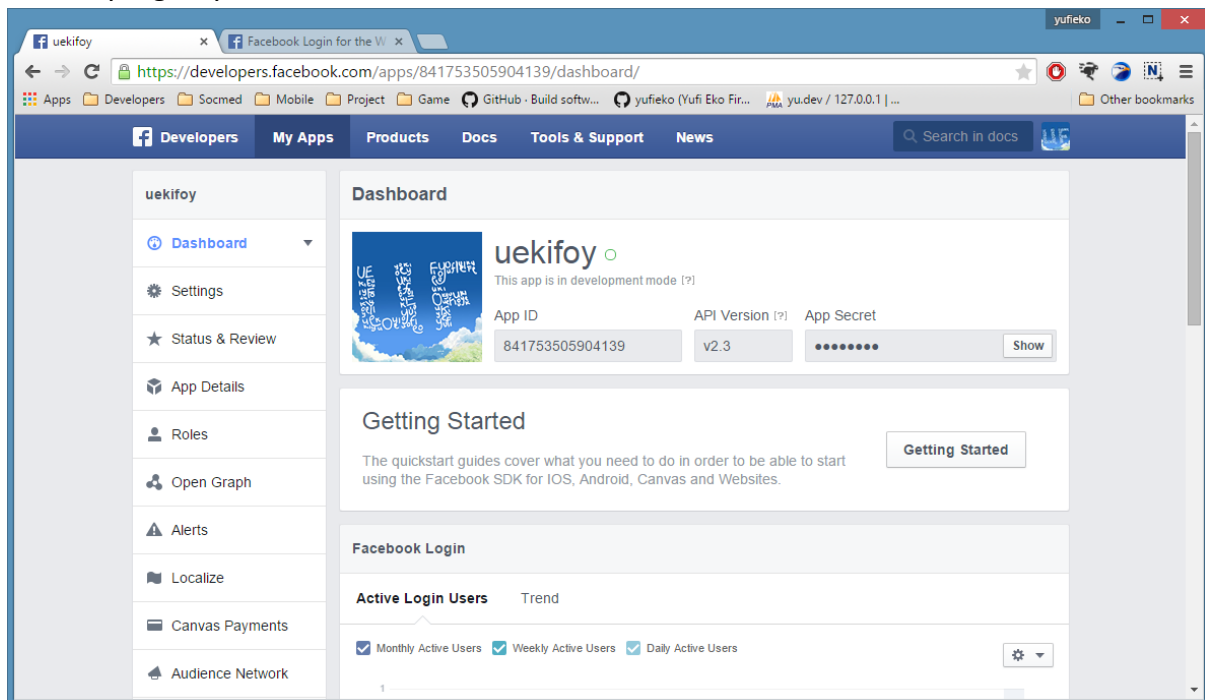 yufieko
uekifoy
Facebook Login for the W
https://developers.facebook.com/apps/841753505904139/dashboard/
Apps Developers Socmed Mobile Project Game GitHub · Build softw... yufieko (Yufi Eko Fir... yu.dev / 127.0.0.1 | ... Other bookmarks
Developers My Apps Products Docs Tools & Support News Search in docs
uekifoy
Dashboard
Settings
Status & Review
App Details
Roles
Open Graph
Alerts
Localize
Canvas Payments
Audience Network
Dashboard
uekifoy
This app is in development mode [?]
App ID API Version [?] App Secret
841753505904139 v2.3 ●●●●●●●● Show
Getting Started
The quickstart guides cover what you need to do in order to be able to start
using the Facebook SDK for IOS, Android, Canvas and Websites.
Getting Started
Facebook Login
Active Login Users Trend
Monthly Active Users Weekly Active Users Daily Active Users
1